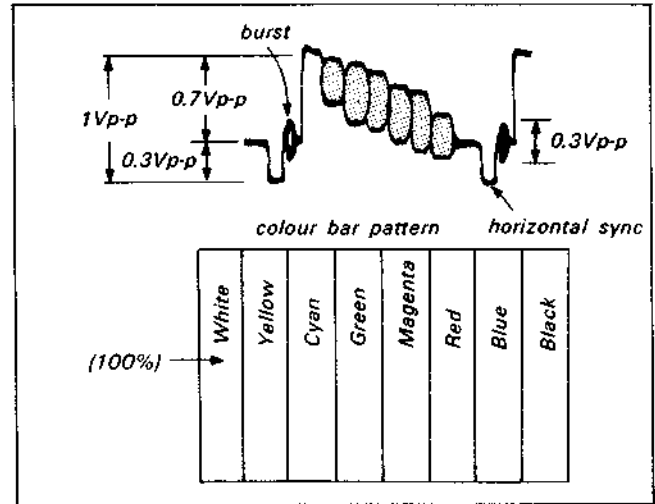 burst
0.7Vp-p
1Vp-p
0.3Vp-p
0.3Vp-p
colour bar pattern
horizontal sync
(100%)
White
Yellow
Cyan
Green
Magenta
Red
Blue
Black